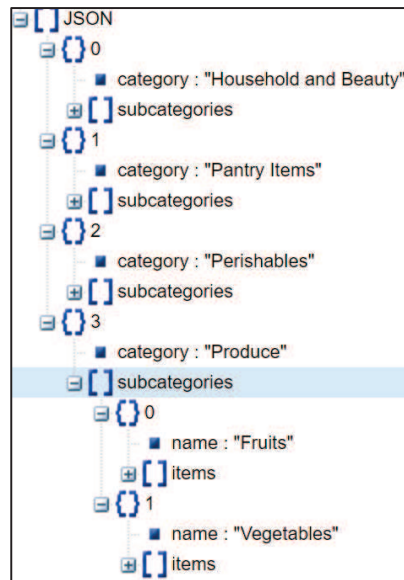 JSON
0
category : "Household and Beauty"
subcategories
1
category : "Pantry Items"
subcategories
2
category : "Perishables"
subcategories
3
category : "Produce"
subcategories
0
name : "Fruits"
items
1
name : "Vegetables"
items